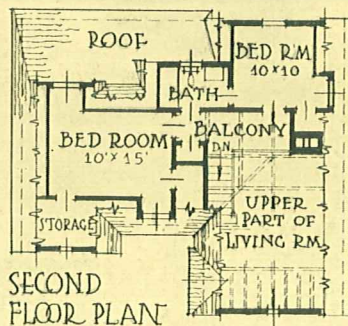 ROOF
BED RM
10 x 10
BATH
BED ROOM
10' x 15'
BALCONY
DN.
STORAGE
UPPER
PART OF
LIVING RM
SECOND
FLOOR PLAN